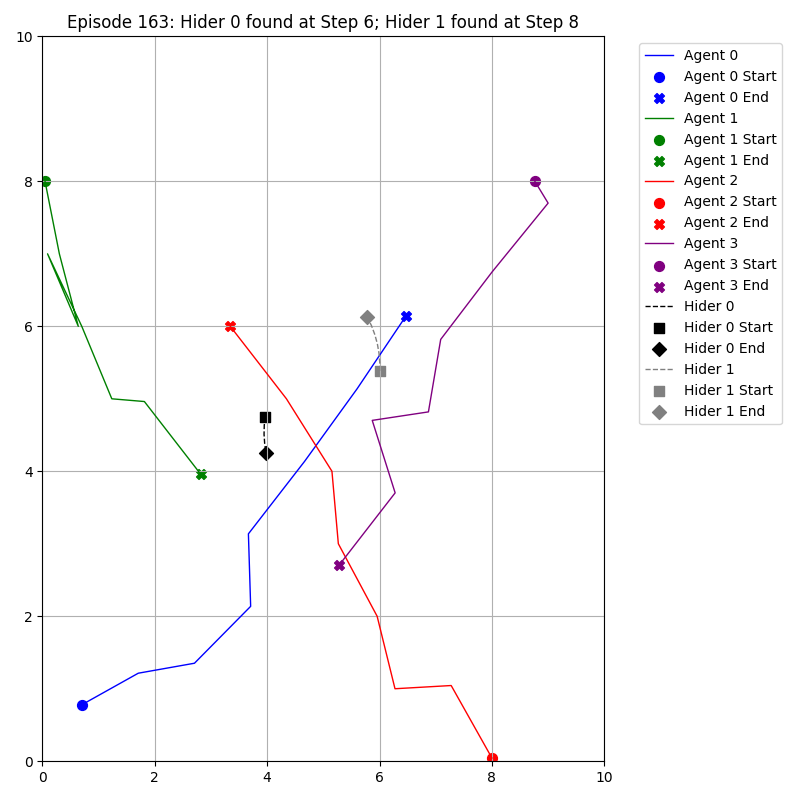 Episode 163: Hider 0 found at Step 6; Hider 1 found at Step 8
10
8
6
4
2
0
0 2 4 6 8 10
Agent 0
Agent 0 Start
Agent 0 End
Agent 1
Agent 1 Start
Agent 1 End
Agent 2
Agent 2 Start
Agent 2 End
Agent 3
Agent 3 Start
Agent 3 End
Hider 0
Hider 0 Start
Hider 0 End
Hider 1
Hider 1 Start
Hider 1 End